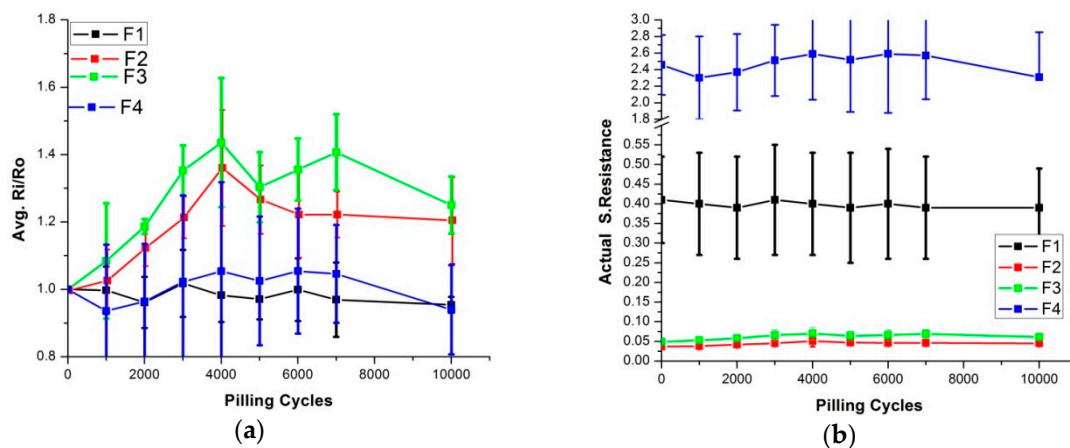 1.8
1.6
1.4
1.2
1.0
0.8
Avg. Ri/Ro
F1
F2
F3
F4
0 2000 4000 6000 8000 10000
Pilling Cycles
(a)
3.0
2.8
2.6
2.4
2.2
2.0
1.8
0.55
0.50
0.45
0.40
0.35
0.30
0.25
0.20
0.15
0.10
0.05
0.00
Actual S.Resistance
F1
F2
F3
F4
0 2000 4000 6000 8000 10000
Pilling Cycles
(b)